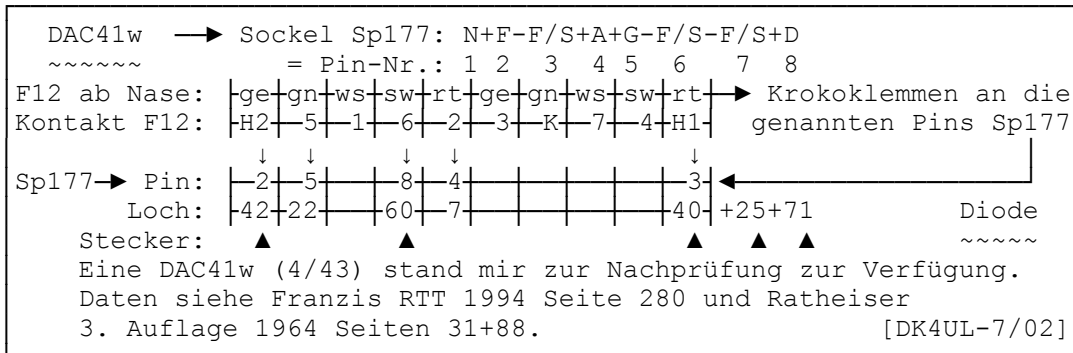 DAC41w ──► Sockel Sp177: N+F-F/S+A+G-F/S-F/S+D
~~~~~~ = Pin-Nr.: 1 2 3 4 5 6 7 8
F12 ab Nase: ├ge┼gn┼ws┼sw┼rt┼ge┼gn┼ws┼sw┼rt┼─► Krokoklemmen an die
Kontakt F12: ├H2┼─5┼─1┼─6┼─2┼─3┼─K┼─7┼─4┼H1┤ genannten Pins Sp177
↓ ↓ ↓ ↓ ↓
Sp177─► Pin: ├─2┼─5┼──┼─8┼─4┼──┼──┼──┼──┼─3┤◄
Loch: ├42┼22┼──┼60┼─7┼──┼──┼──┼──┼40┤+25+71 Diode
Stecker: ▲ ▲ ▲ ▲ ▲ ~~~~~
Eine DAC41w (4/43) stand mir zur Nachprüfung zur Verfügung.
Daten siehe Franzis RTT 1994 Seite 280 und Ratheiser
3. Auflage 1964 Seiten 31+88. [DK4UL-7/02]